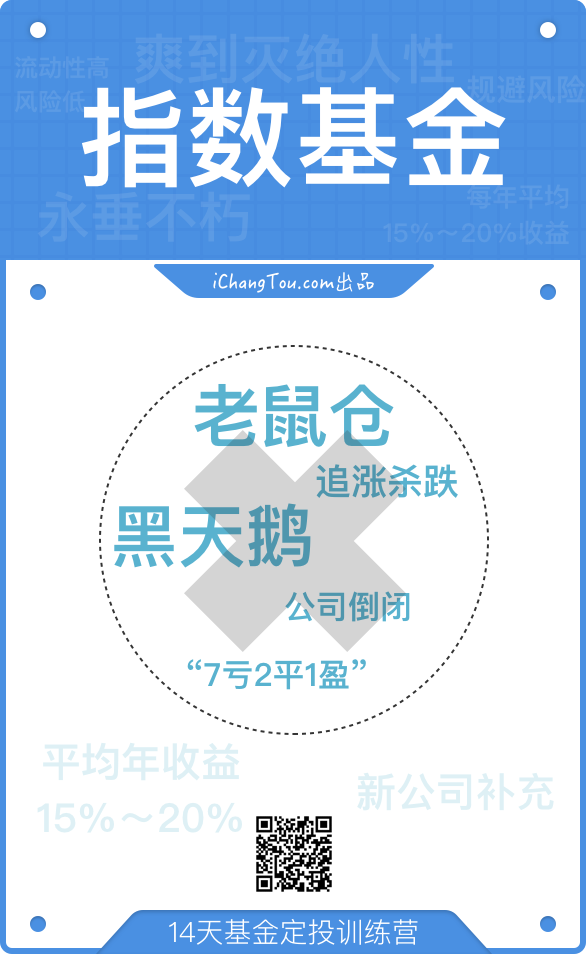 爽到灭绝人性
流动性高
风险低
规避风险
指数基金
每年平均
15%～20%收益
永垂不朽
iChangTou.com出品
老鼠仓
追涨杀跌
黑天鹅
公司倒闭
“7亏2平1盈”
平均年收益
15%～20%
新公司补充
14天基金定投训练营